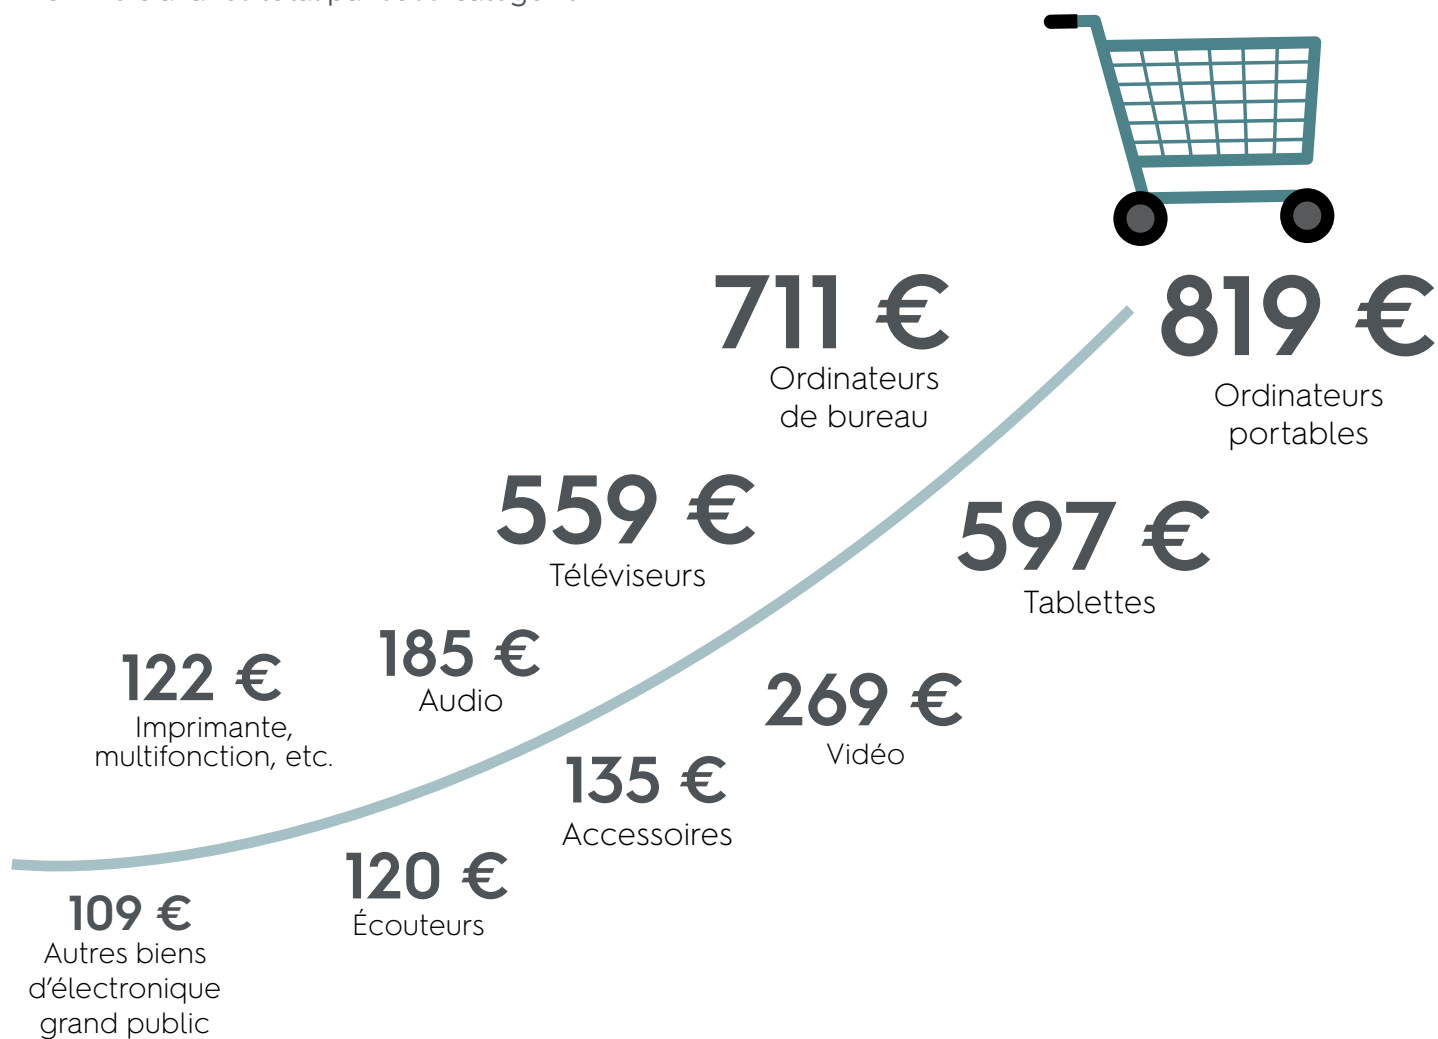 711 €
Ordinateurs
de bureau
819 €
Ordinateurs
portables
559 €
Téléviseurs
597 €
Tablettes
122 €
Imprimante,
multifonction, etc.
185 €
Audio
269 €
Vidéo
135 €
Accessoires
120 €
Écouteurs
109 €
Autres biens
d'électronique
grand public